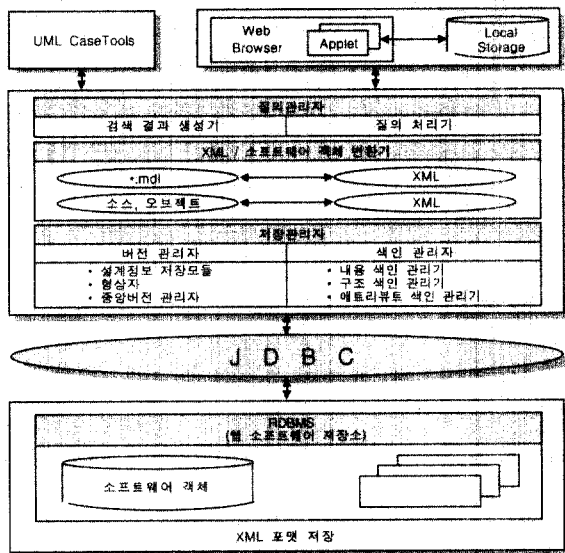 UML CaseTools
Web
Browser
Applet
Local
Storage
질의관리자
검색 결과 생성기
질의 처리기
XML / 소프트웨어 객체 변환기
*.mdl
XML
소스, 오브젝트
XML
저장관리자
버전 관리자
색인 관리자
• 설계정보 저장모듈
• 형상자
• 중앙버전 관리자
• 내용 색인 관리기
• 구조 색인 관리기
• 애트리뷰트 색인 관리기
J D B C
RDBMS
(웹 소프트웨어 저장소)
소프트웨어 객체
XML 포맷 저장